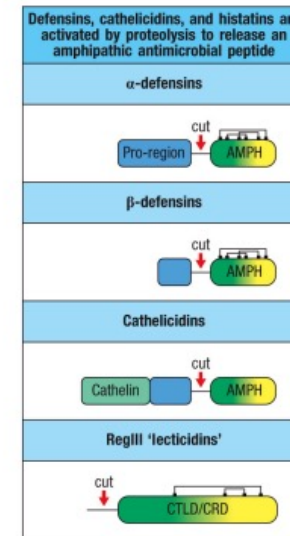 Defensins, cathelicidins, and histatins ar
activated by proteolysis to release an
amphipathic antimicrobial peptide
α-defensins
cut
Pro-region
AMPH
β-defensins
cut
AMPH
Cathelicidins
cut
Cathelin
AMPH
RegIII 'lecticidins'
cut
CTLD/CRD